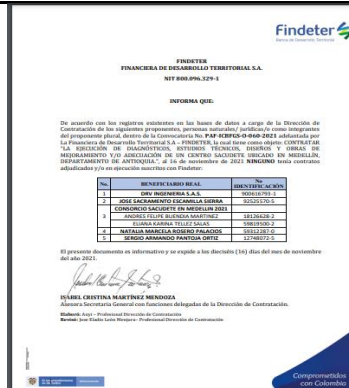 Findeter
Banco de Desarrollo Territorial
FINDETER
FINANCIERA DE DESARROLLO TERRITORIAL S.A.
NIT 800.096.329-1
INFORMA QUE:
De acuerdo con los registros existentes en las bases de datos a cargo de la Dirección de
Contratación de los siguientes proponentes, personas naturales/ jurídicas/o como integrantes
del proponente plural, dentro de la Convocatoria No. PAF-ICBFGS-O-060-2021 adelantada por
La Financiera de Desarrollo Territorial S.A – FINDETER, la cual tiene como objeto: CONTRATAR
"LA EJECUCIÓN DE DIAGNÓSTICOS, ESTUDIOS TÉCNICOS, DISEÑOS Y OBRAS DE
MEJORAMIENTO Y/O ADECUACIÓN DE UN CENTRO SACUDETE UBICADO EN MEDELLÍN,
DEPARTAMENTO DE ANTIOQUIA.", al 16 de noviembre de 2021 NINGUNO tenía contratos
adjudicados y/o en ejecución suscritos con Findeter:
No. BENEFICIARIO REAL No IDENTIFICACIÓN
1 DRV INGENIERIA S.A.S. 900616793-1
2 JOSE SACRAMENTO ESCAMILLA SIERRA 92525570-5
3 CONSORCIO SACUDETE EN MEDELLIN 2021
ANDRES FELIPE BUENDIA MARTINEZ 18126628-2
ELIANA KARINA TELLEZ SALAS 59819500-2
4 NATALIA MARCELA ROSERO PALACIOS 59312287-0
5 SERGIO ARMANDO PANTOJA ORTIZ 12748072-5
El presente documento es informativo y se expide a los dieciséis (16) días del mes de noviembre
del año 2021.
ISABEL CRISTINA MARTÍNEZ MENDOZA
Asesora Secretaría General con funciones delegadas de la Dirección de Contratación.
Elaboró: Anyi – Profesional Dirección de Contratación
Revisó: Jose Eladio León Menjura- Profesional Dirección de Contratación
Comprometidos
con Colombia